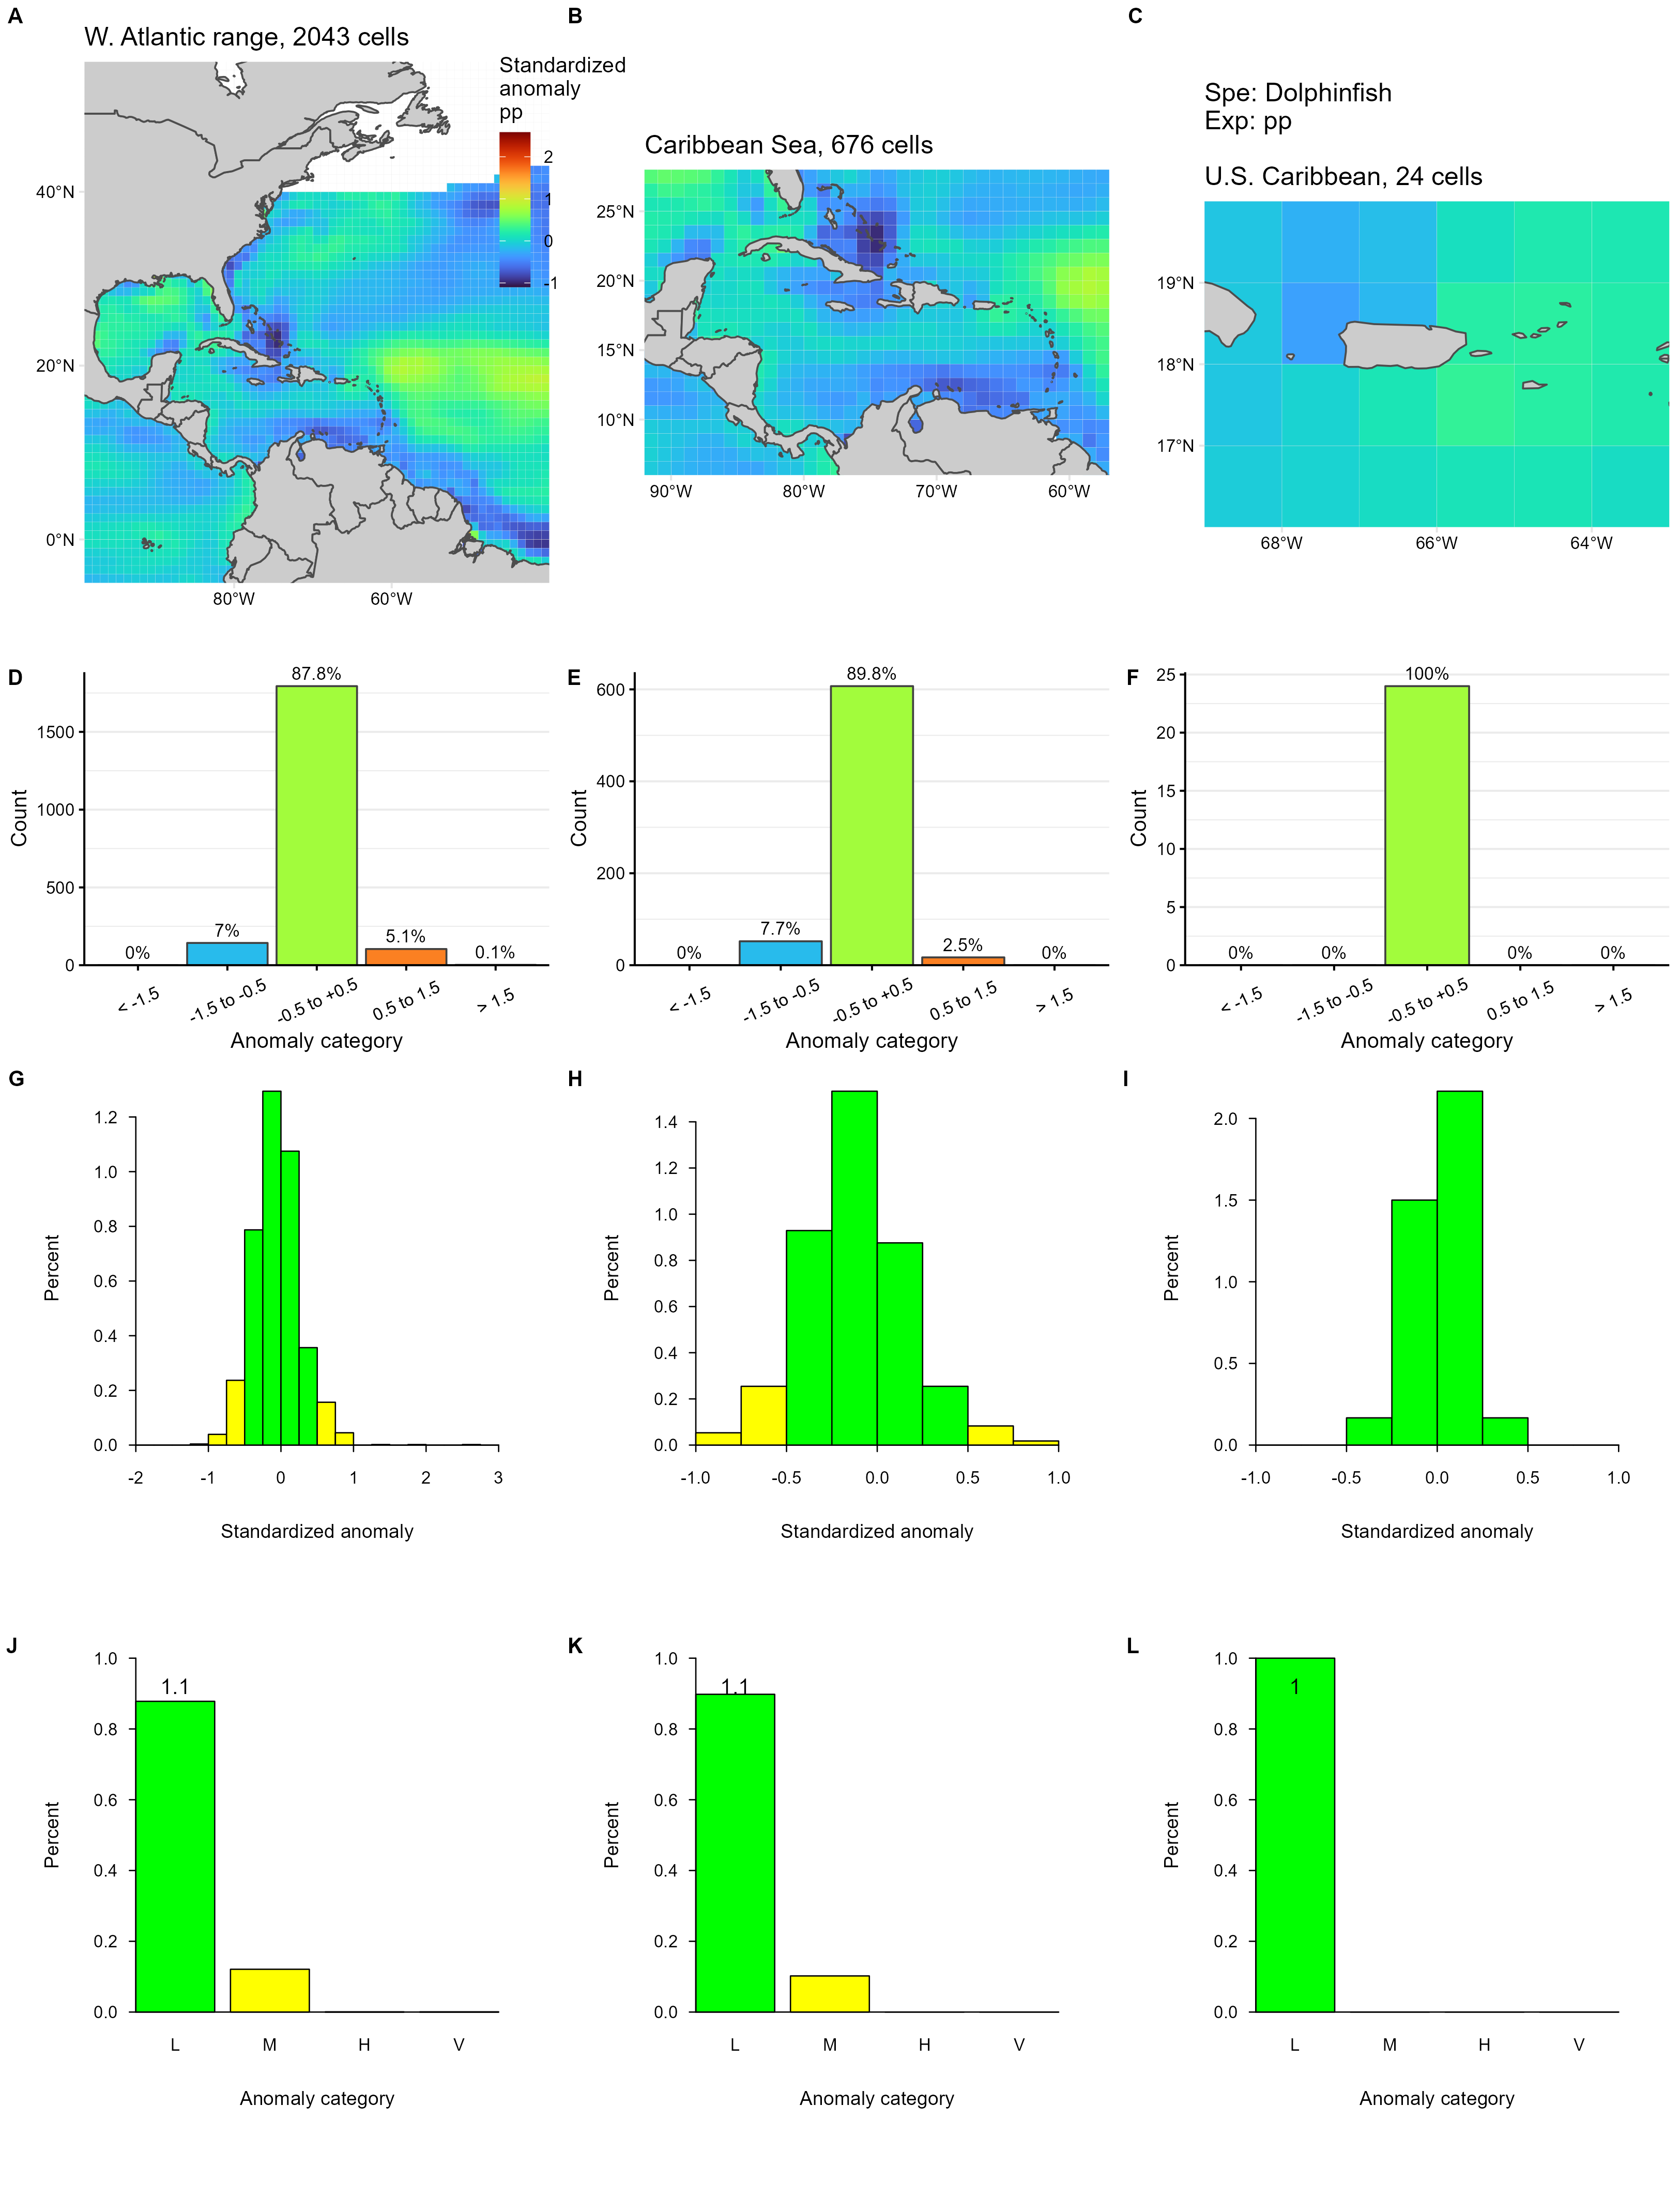 A
B
C
W. Atlantic range, 2043 cells
Standardized
anomaly
pp
2
1
0
-1
40°N
20°N
0°N
80°W
60°W
Caribbean Sea, 676 cells
25°N
20°N
15°N
10°N
90°W
80°W
70°W
60°W
Spe: Dolphinfish
Exp: pp
U.S. Caribbean, 24 cells
19°N
18°N
17°N
68°W
66°W
64°W
D
Count
1500
1000
500
0
0%
7%
87.8%
5.1%
0.1%
< -1.5
-1.5 to -0.5
-0.5 to +0.5
0.5 to 1.5
> 1.5
Anomaly category
E
Count
600
400
200
0
0%
7.7%
89.8%
2.5%
0%
< -1.5
-1.5 to -0.5
-0.5 to +0.5
0.5 to 1.5
> 1.5
Anomaly category
F
Count
25
20
15
10
5
0
0%
0%
100%
0%
0%
< -1.5
-1.5 to -0.5
-0.5 to +0.5
0.5 to 1.5
> 1.5
Anomaly category
G
Percent
1.2
1.0
0.8
0.6
0.4
0.2
0.0
-2
-1
0
1
2
3
Standardized anomaly
H
Percent
1.4
1.2
1.0
0.8
0.6
0.4
0.2
0.0
-1.0
-0.5
0.0
0.5
1.0
Standardized anomaly
I
Percent
2.0
1.5
1.0
0.5
0.0
-1.0
-0.5
0.0
0.5
1.0
Standardized anomaly
J
Percent
1.0
0.8
0.6
0.4
0.2
0.0
1.1
L
M
H
V
Anomaly category
K
Percent
1.0
0.8
0.6
0.4
0.2
0.0
1.1
L
M
H
V
Anomaly category
L
Percent
1.0
0.8
0.6
0.4
0.2
0.0
1
L
M
H
V
Anomaly category